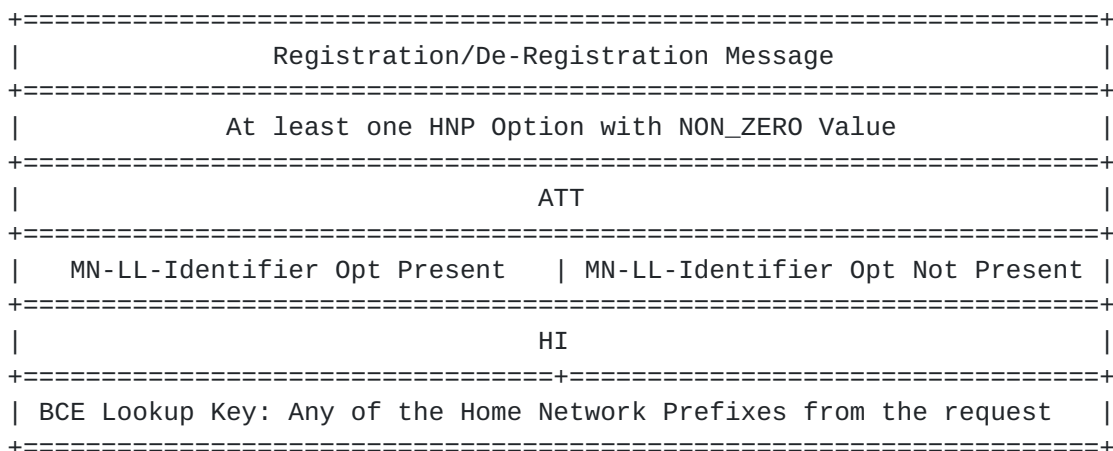 +=====================================================================+
|                Registration/De-Registration Message                 |
+=====================================================================+
|             At least one HNP Option with NON_ZERO Value             |
+=====================================================================+
|                                 ATT                                 |
+=====================================================================+
|   MN-LL-Identifier Opt Present   | MN-LL-Identifier Opt Not Present |
+=====================================================================+
|                                 HI                                  |
+==================================+==================================+
| BCE Lookup Key: Any of the Home Network Prefixes from the request   |
+=====================================================================+